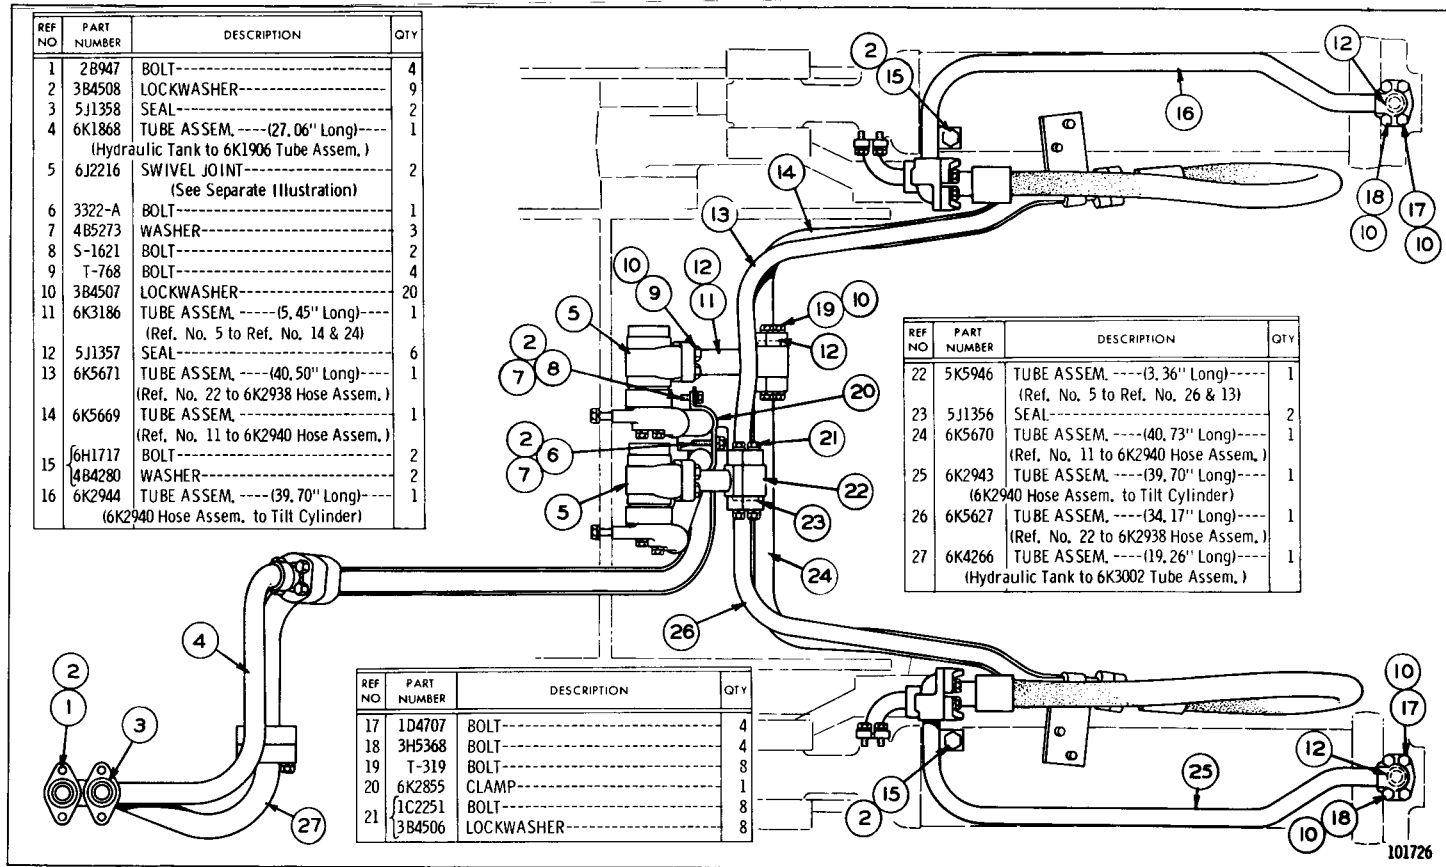 REF NO PART NUMBER DESCRIPTION QTY
1 2B947 BOLT 4
2 3B4508 LOCKWASHER 9
3 5J1358 SEAL 2
4 6K1868 TUBE ASSEM. ----(27.06" Long)---- 1
(Hydraulic Tank to 6K1906 Tube Assem.)
5 6J2216 SWIVEL JOINT 2
(See Separate Illustration)
6 3322-A BOLT 1
7 4B5273 WASHER 3
8 S-1621 BOLT 2
9 T-768 BOLT 4
10 3B4507 LOCKWASHER 20
11 6K3186 TUBE ASSEM. -----(5.45" Long)---- 1
(Ref. No. 5 to Ref. No. 14 & 24)
12 5J1357 SEAL 6
13 6K5671 TUBE ASSEM. ----(40.50" Long)---- 1
(Ref. No. 22 to 6K2938 Hose Assem.)
14 6K5669 TUBE ASSEM. 1
(Ref. No. 11 to 6K2940 Hose Assem.)
15 {6H1717 BOLT 2
{4B4280 WASHER 2
16 6K2944 TUBE ASSEM. ----(39.70" Long)---- 1
(6K2940 Hose Assem. to Tilt Cylinder)
2
15
12
16
14
13
18
17
10
10
10
12
9
11
19
10
5
2
8
7
12
20
2
6
7
21
5
22
23
24
26
REF NO PART NUMBER DESCRIPTION QTY
22 5K5946 TUBE ASSEM. ----(3.36" Long)---- 1
(Ref. No. 5 to Ref. No. 26 & 13)
23 5J1356 SEAL 2
24 6K5670 TUBE ASSEM. ----(40.73" Long)---- 1
(Ref. No. 11 to 6K2940 Hose Assem.)
25 6K2943 TUBE ASSEM. ----(39.70" Long)---- 1
(6K2940 Hose Assem. to Tilt Cylinder)
26 6K5627 TUBE ASSEM. ----(34.17" Long)---- 1
(Ref. No. 22 to 6K2938 Hose Assem.)
27 6K4266 TUBE ASSEM. ----(19.26" Long)---- 1
(Hydraulic Tank to 6K3002 Tube Assem.)
4
2
1
3
27
REF NO PART NUMBER DESCRIPTION QTY
17 1D4707 BOLT 4
18 3H5368 BOLT 4
19 T-319 BOLT 8
20 6K2855 CLAMP 1
21 {1C2251 BOLT 8
{3B4506 LOCKWASHER 8
10
17
12
25
15
2
18
10
101726